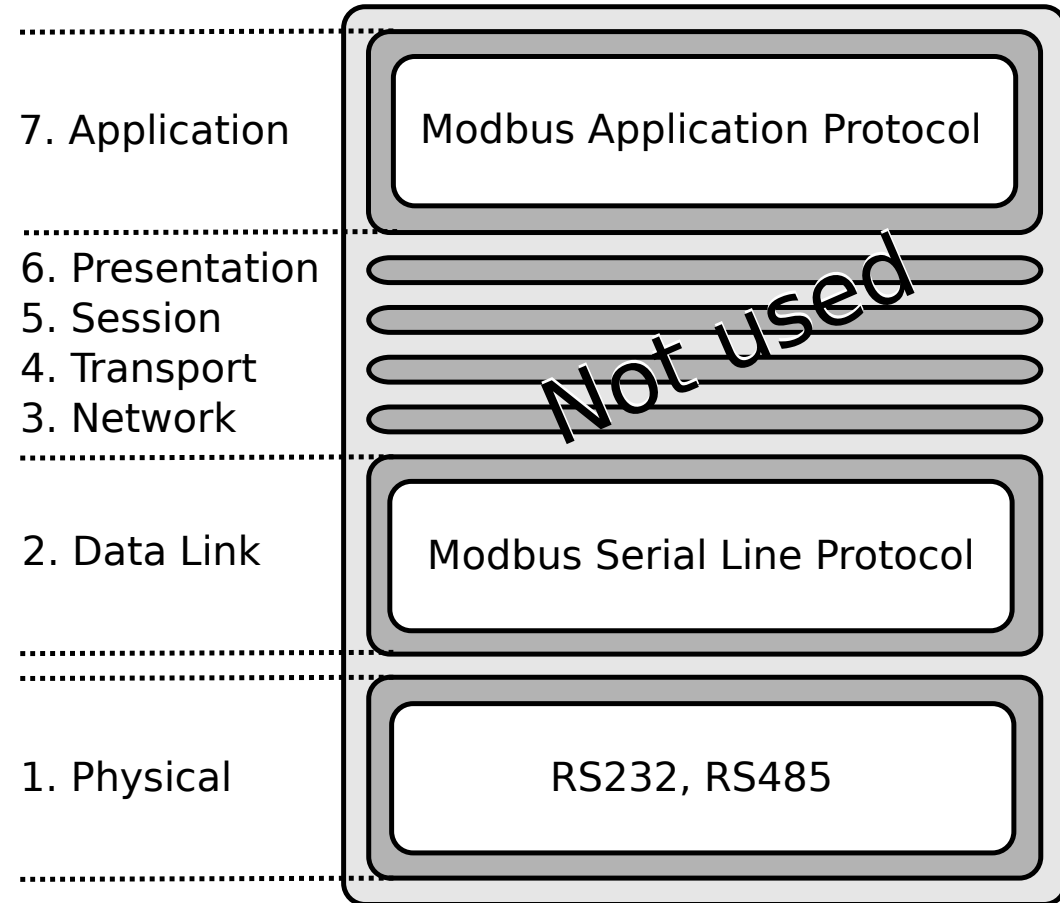 7. Application
Modbus Application Protocol
6. Presentation
5. Session
4. Transport
3. Network
Not used
2. Data Link
Modbus Serial Line Protocol
1. Physical
RS232, RS485